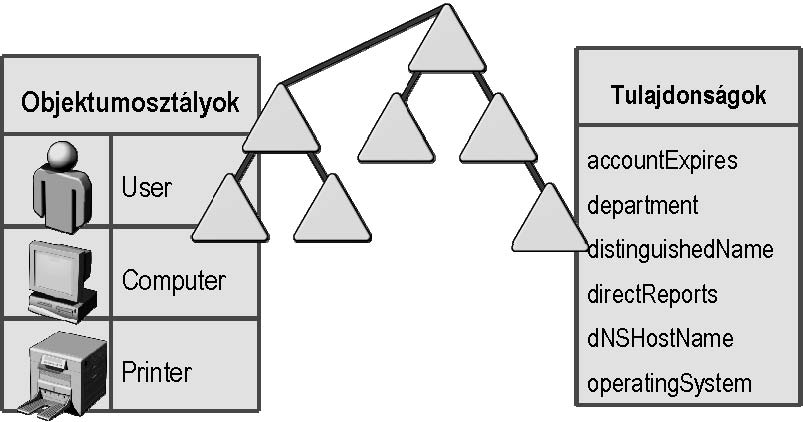 Objektumosztályok
User
Computer
Printer
Tulajdonságok
accountExpires
department
distinguishedName
directReports
dNSHostName
operatingSystem